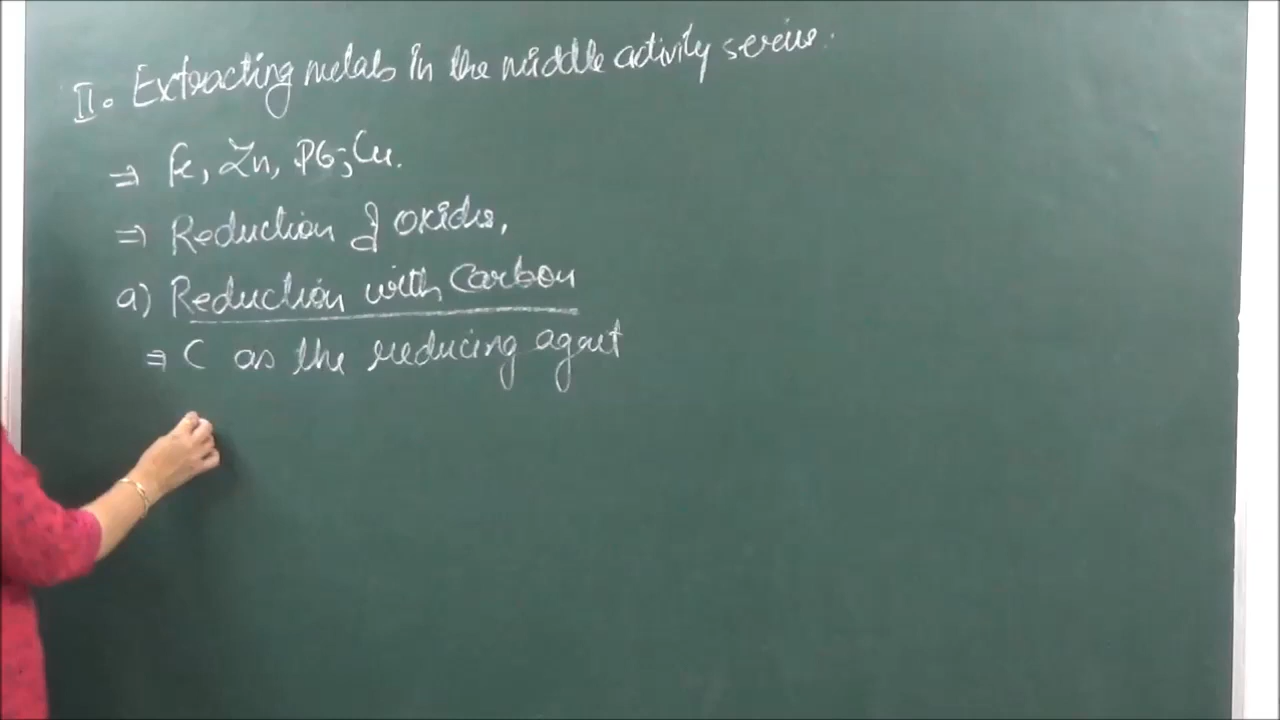 II. Extracting metals in the middle activity series.
⇒ Fe, Zn, Pb, Cu.
⇒ Reduction of oxides,
a) Reduction with Carbon
⇒ C as the reducing agent